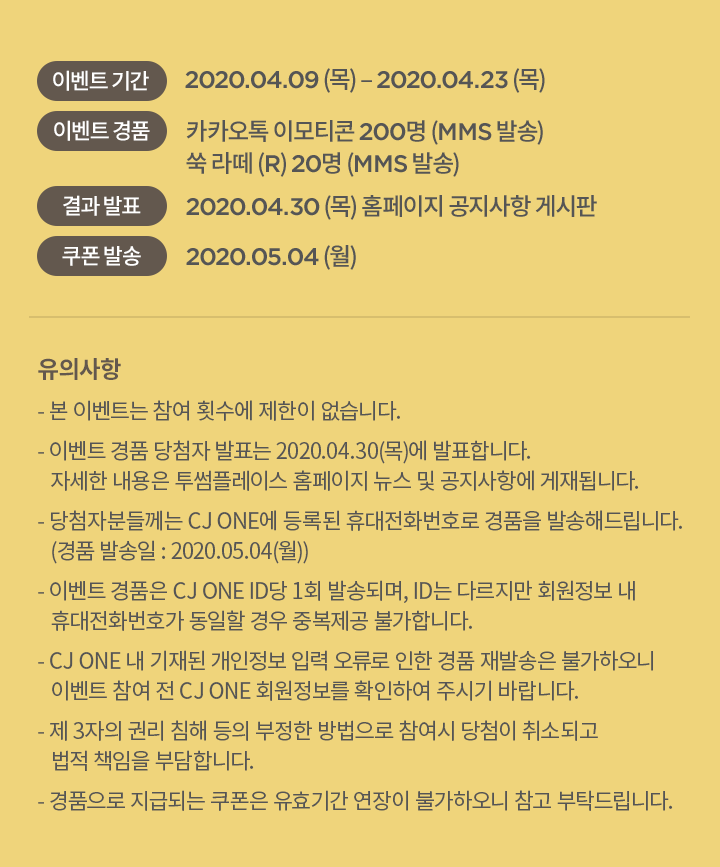 이벤트 기간 2020.04.09 (목) – 2020.04.23 (목)
이벤트 경품 카카오톡 이모티콘 200명 (MMS 발송)
쑥 라떼 (R) 20명 (MMS 발송)
결과 발표 2020.04.30 (목) 홈페이지 공지사항 게시판
쿠폰 발송 2020.05.04 (월)
유의사항
- 본 이벤트는 참여 횟수에 제한이 없습니다.
- 이벤트 경품 당첨자 발표는 2020.04.30(목)에 발표합니다.
자세한 내용은 투썸플레이스 홈페이지 뉴스 및 공지사항에 게재됩니다.
- 당첨자분들께는 CJ ONE에 등록된 휴대전화번호로 경품을 발송해드립니다.
(경품 발송일 : 2020.05.04(월))
- 이벤트 경품은 CJ ONE ID당 1회 발송되며, ID는 다르지만 회원정보 내
휴대전화번호가 동일할 경우 중복제공 불가합니다.
- CJ ONE 내 기재된 개인정보 입력 오류로 인한 경품 재발송은 불가하오니
이벤트 참여 전 CJ ONE 회원정보를 확인하여 주시기 바랍니다.
- 제 3자의 권리 침해 등의 부정한 방법으로 참여시 당첨이 취소되고
법적 책임을 부담합니다.
- 경품으로 지급되는 쿠폰은 유효기간 연장이 불가하오니 참고 부탁드립니다.